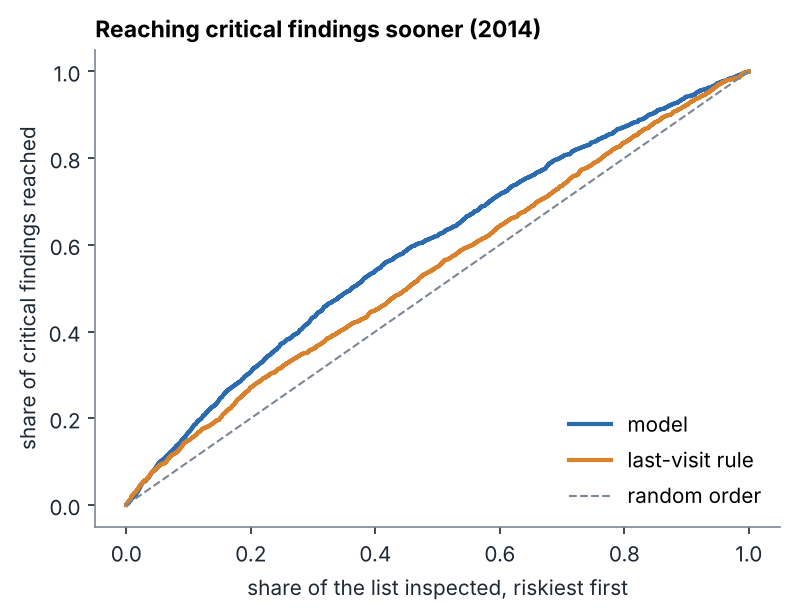 Reaching critical findings sooner (2014)
share of critical findings reached
1.0
0.8
0.6
0.4
0.2
0.0
model
last-visit rule
random order
0.0 0.2 0.4 0.6 0.8 1.0
share of the list inspected, riskiest first